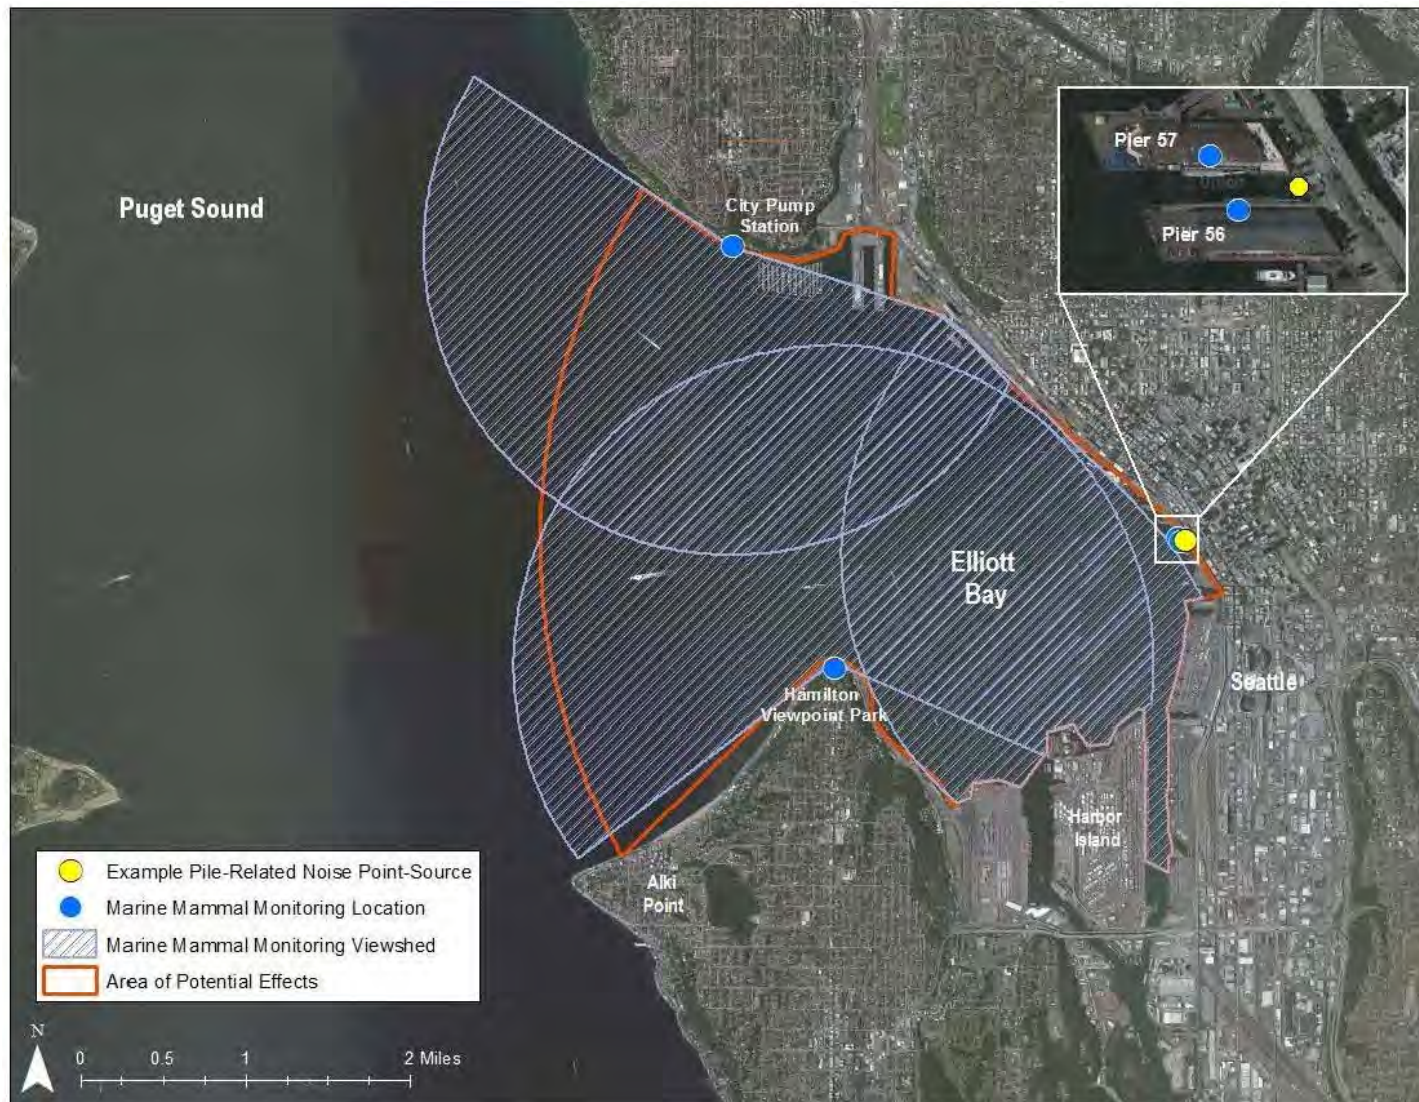 Puget Sound
City Pump
Station
Pier 57
Pier 56
Elliott
Bay
Hamilton
Viewpoint Park
Seattle
Harbor
Island
Alki
Point
Example Pile-Related Noise Point-Source
Marine Mammal Monitoring Location
Marine Mammal Monitoring Viewshed
Area of Potential Effects
N
0 0.5 1 2 Miles